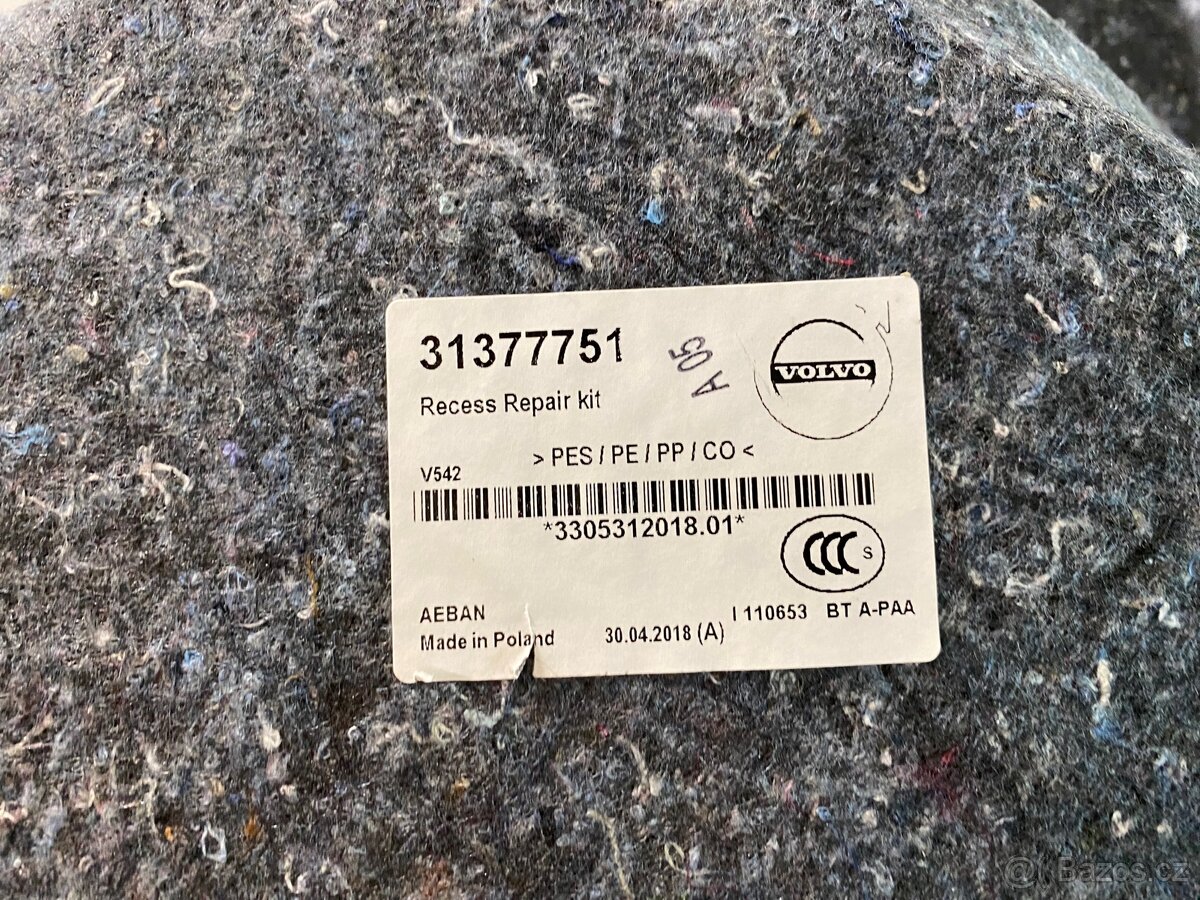 31377751
A 05
VOLVO
Recess Repair kit
> PES / PE / PP / CO <
V542
*3305312018.01*
CCC S
AEBAN
I 110653 BT A-PAA
Made in Poland 30.04.2018 (A)
Bazos.cz